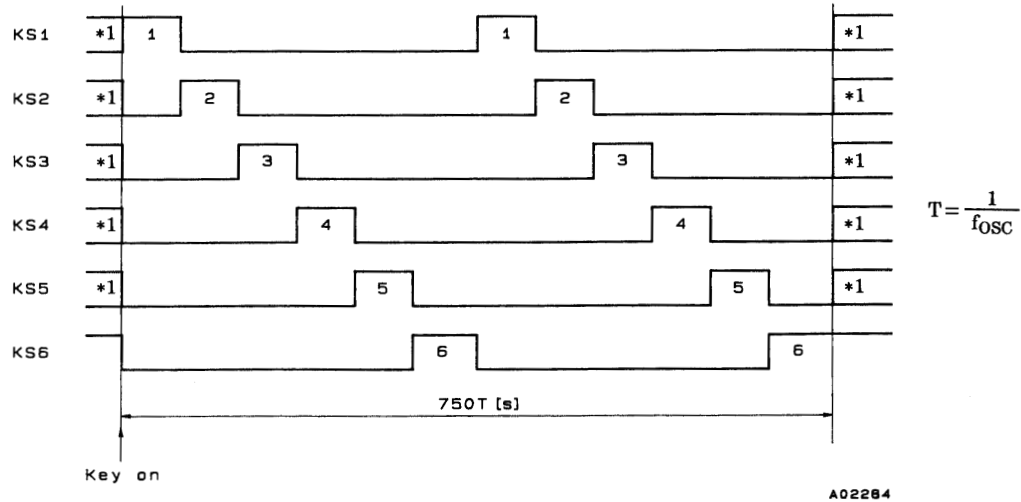 KS1 *1 1 1 *1
KS2 *1 2 2 *1
KS3 *1 3 3 *1
KS4 *1 4 4 *1
T = 1/fOSC
KS5 *1 5 5 *1
KS6 6 6
750T [s]
Key on
A02284